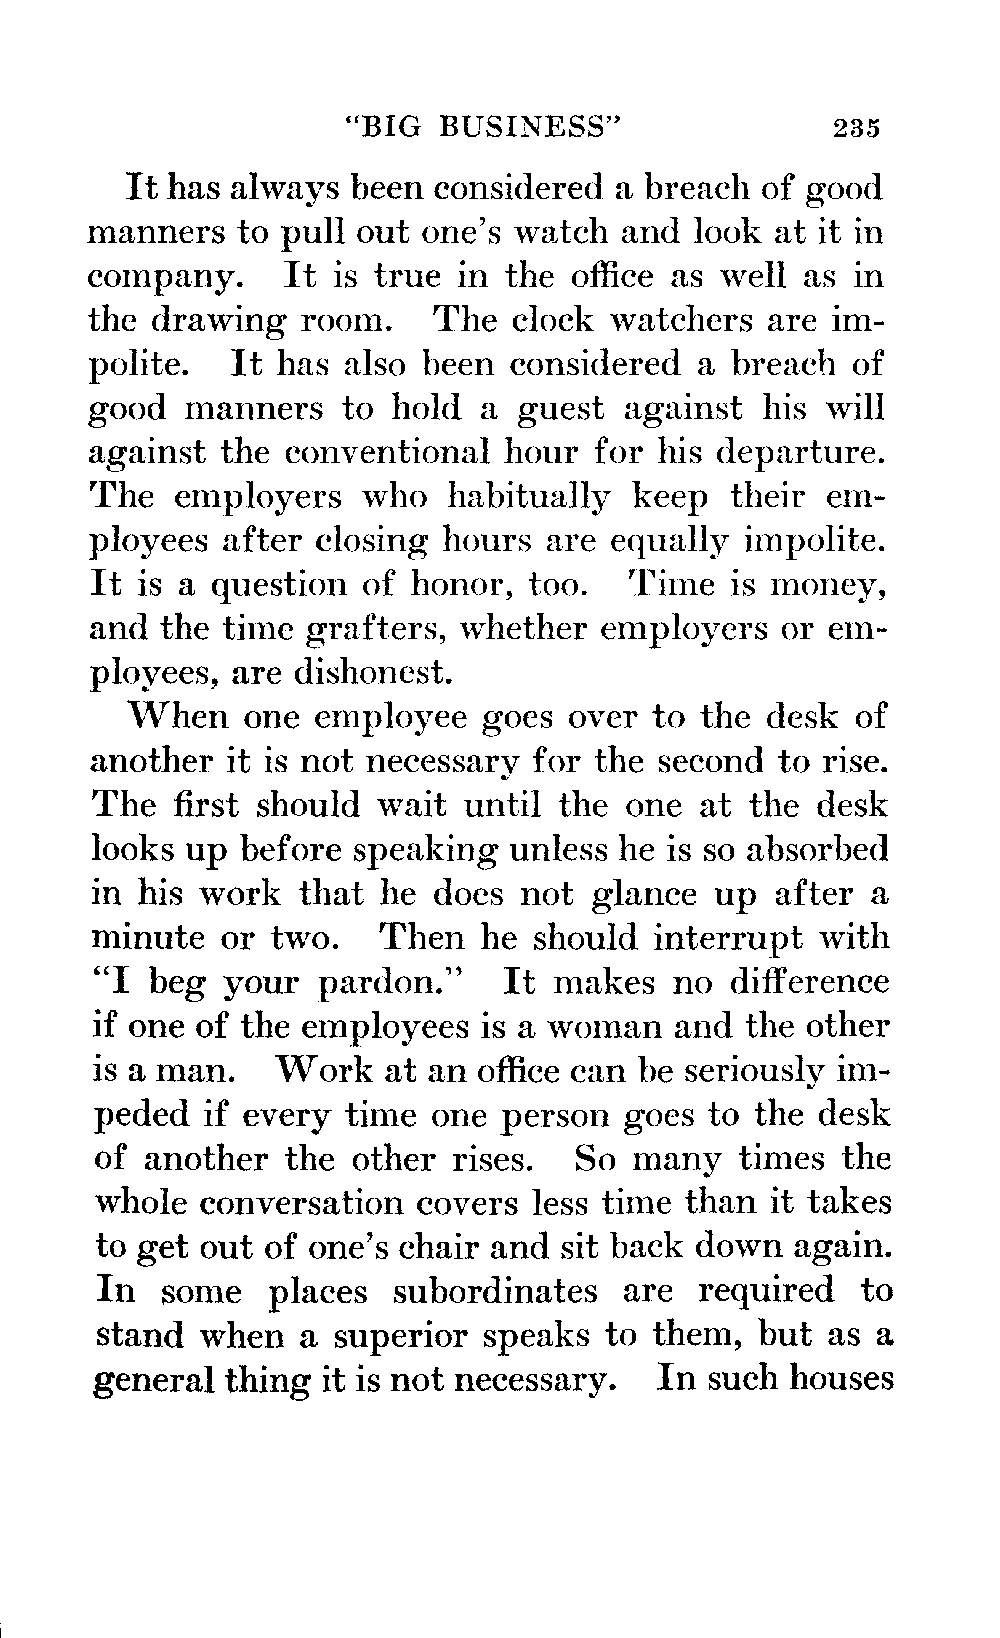 "BIG BUSINESS" 235
It has always been considered a breach of good
manners to pull out one's watch and look at it in
company. It is true in the office as well as in
the drawing room. The clock watchers are im-
polite. It has also been considered a breach of
good manners to hold a guest against his will
against the conventional hour for his departure.
The employers who habitually keep their em-
ployees after closing hours are equally impolite.
It is a question of honor, too. Time is money,
and the time grafters, whether employers or em-
ployees, are dishonest.
When one employee goes over to the desk of
another it is not necessary for the second to rise.
The first should wait until the one at the desk
looks up before speaking unless he is so absorbed
in his work that he does not glance up after a
minute or two. Then he should interrupt with
"I beg your pardon." It makes no difference
if one of the employees is a woman and the other
is a man. Work at an office can be seriously im-
peded if every time one person goes to the desk
of another the other rises. So many times the
whole conversation covers less time than it takes
to get out of one's chair and sit back down again.
In some places subordinates are required to
stand when a superior speaks to them, but as a
general thing it is not necessary. In such houses